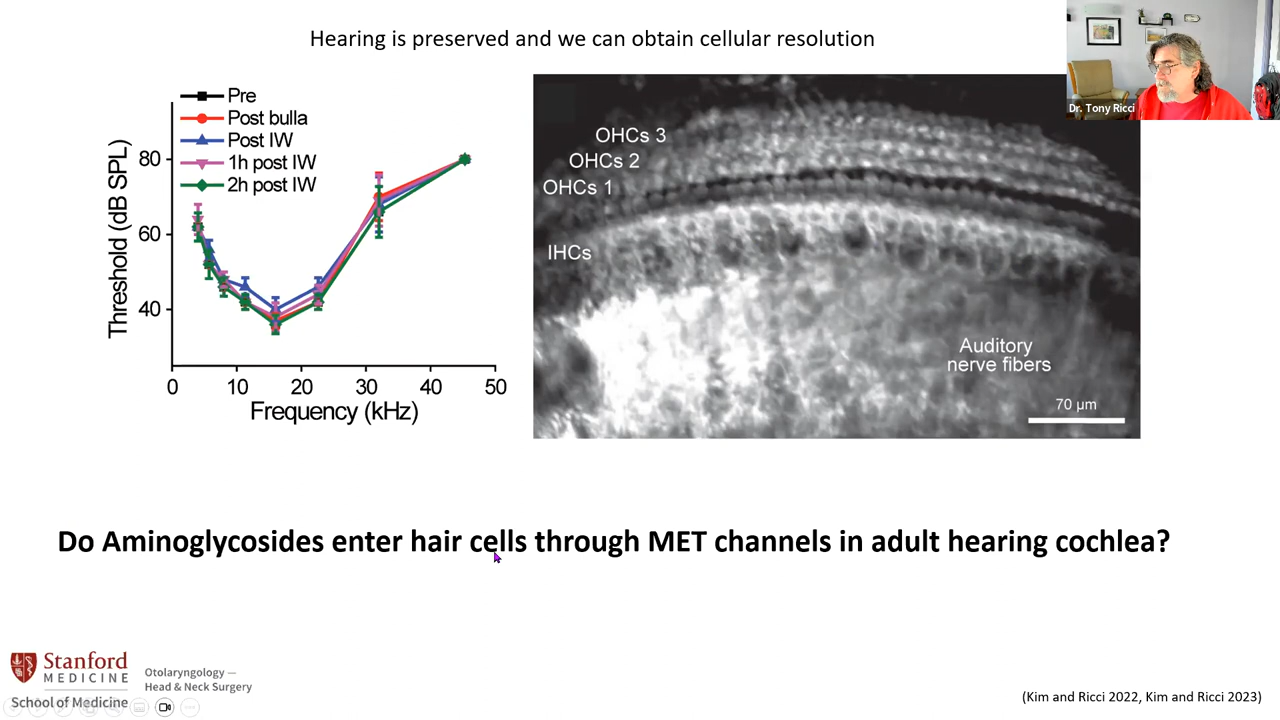 Hearing is preserved and we can obtain cellular resolution
Dr. Tony Ricci
Pre
Post bulla
Post IW
1h post IW
2h post IW
Threshold (dB SPL)
80
60
40
0 10 20 30 40 50
Frequency (kHz)
OHCs 3
OHCs 2
OHCs 1
IHCs
Auditory
nerve fibers
70 µm
Do Aminoglycosides enter hair cells through MET channels in adult hearing cochlea?
Stanford
MEDICINE
School of Medicine
Otolaryngology —
Head & Neck Surgery
(Kim and Ricci 2022, Kim and Ricci 2023)